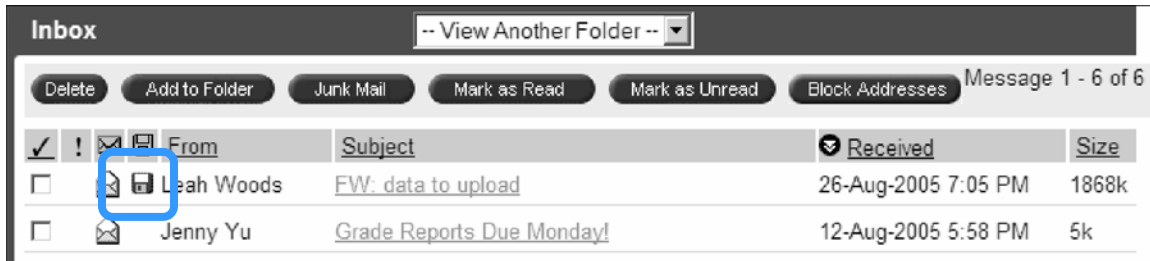 Inbox -- View Another Folder --
Delete Add to Folder Junk Mail Mark as Read Mark as Unread Block Addresses Message 1 - 6 of 6
✓ ! From Subject Received Size
Leah Woods FW: data to upload 26-Aug-2005 7:05 PM 1868k
Jenny Yu Grade Reports Due Monday! 12-Aug-2005 5:58 PM 5k